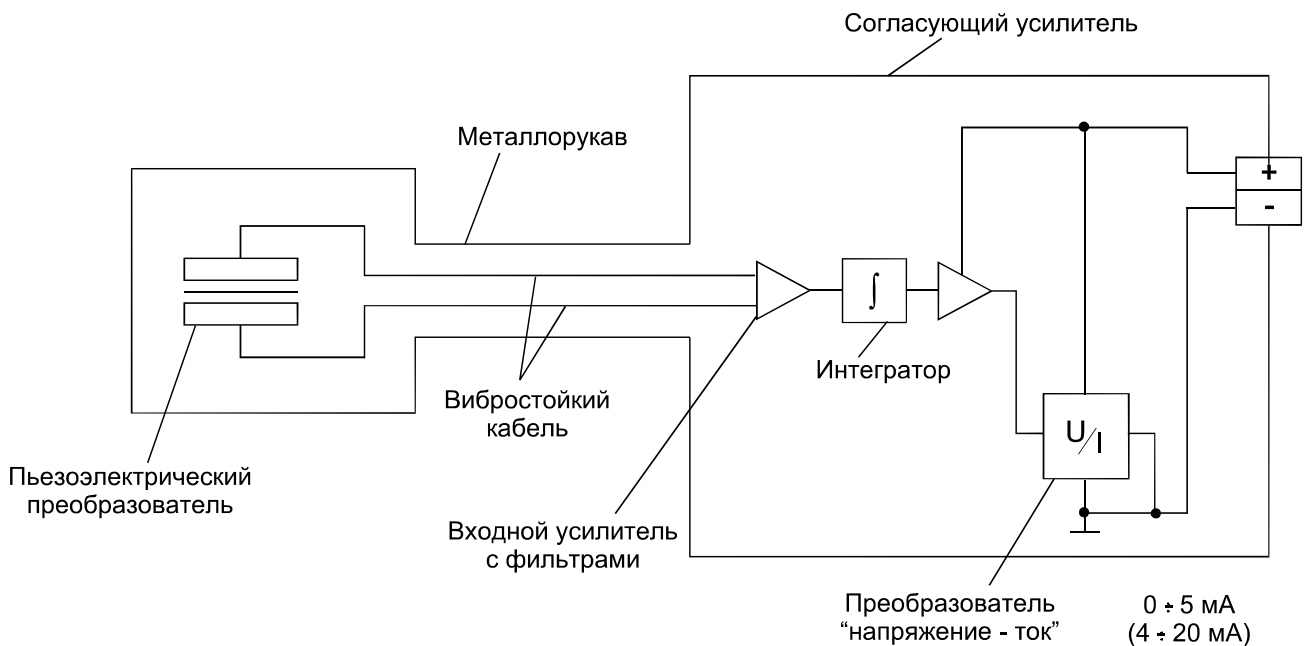 Согласующий усилитель
Металлорукав
+
-
∫
Интегратор
Вибростойкий
кабель
U/I
Пьезоэлектрический
преобразователь
Входной усилитель
с фильтрами
Преобразователь
“напряжение - ток”
0 ÷ 5 мА
(4 ÷ 20 мА)